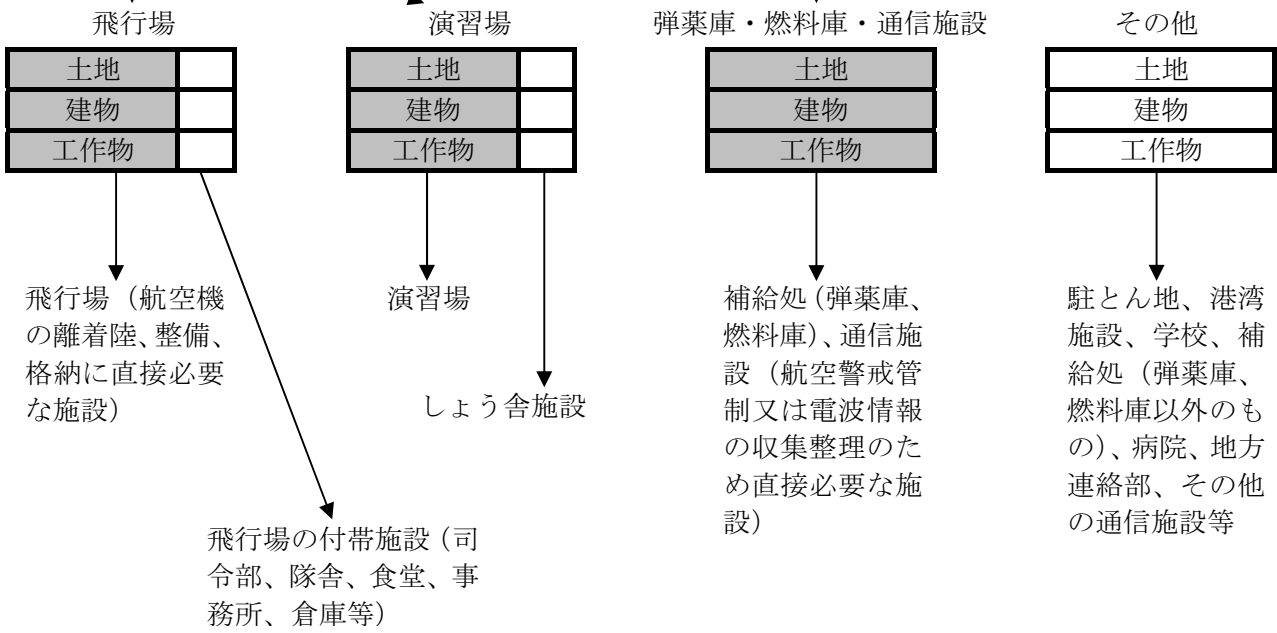 飛行場
演習場
弾薬庫・燃料庫・通信施設
その他
土地
建物
工作物
土地
建物
工作物
土地
建物
工作物
土地
建物
工作物
飛行場（航空機
の離着陸、整備、
格納に直接必要
な施設）
演習場
しょう舎施設
飛行場の付帯施設（司
令部、隊舎、食堂、事
務所、倉庫等）
補給処（弾薬庫、
燃料庫）、通信施
設（航空警戒管
制又は電波情報
の収集整理のた
め直接必要な施
設）
駐とん地、港湾
施設、学校、補
給処（弾薬庫、
燃料庫以外のも
の）、病院、地方
連絡部、その他
の通信施設等